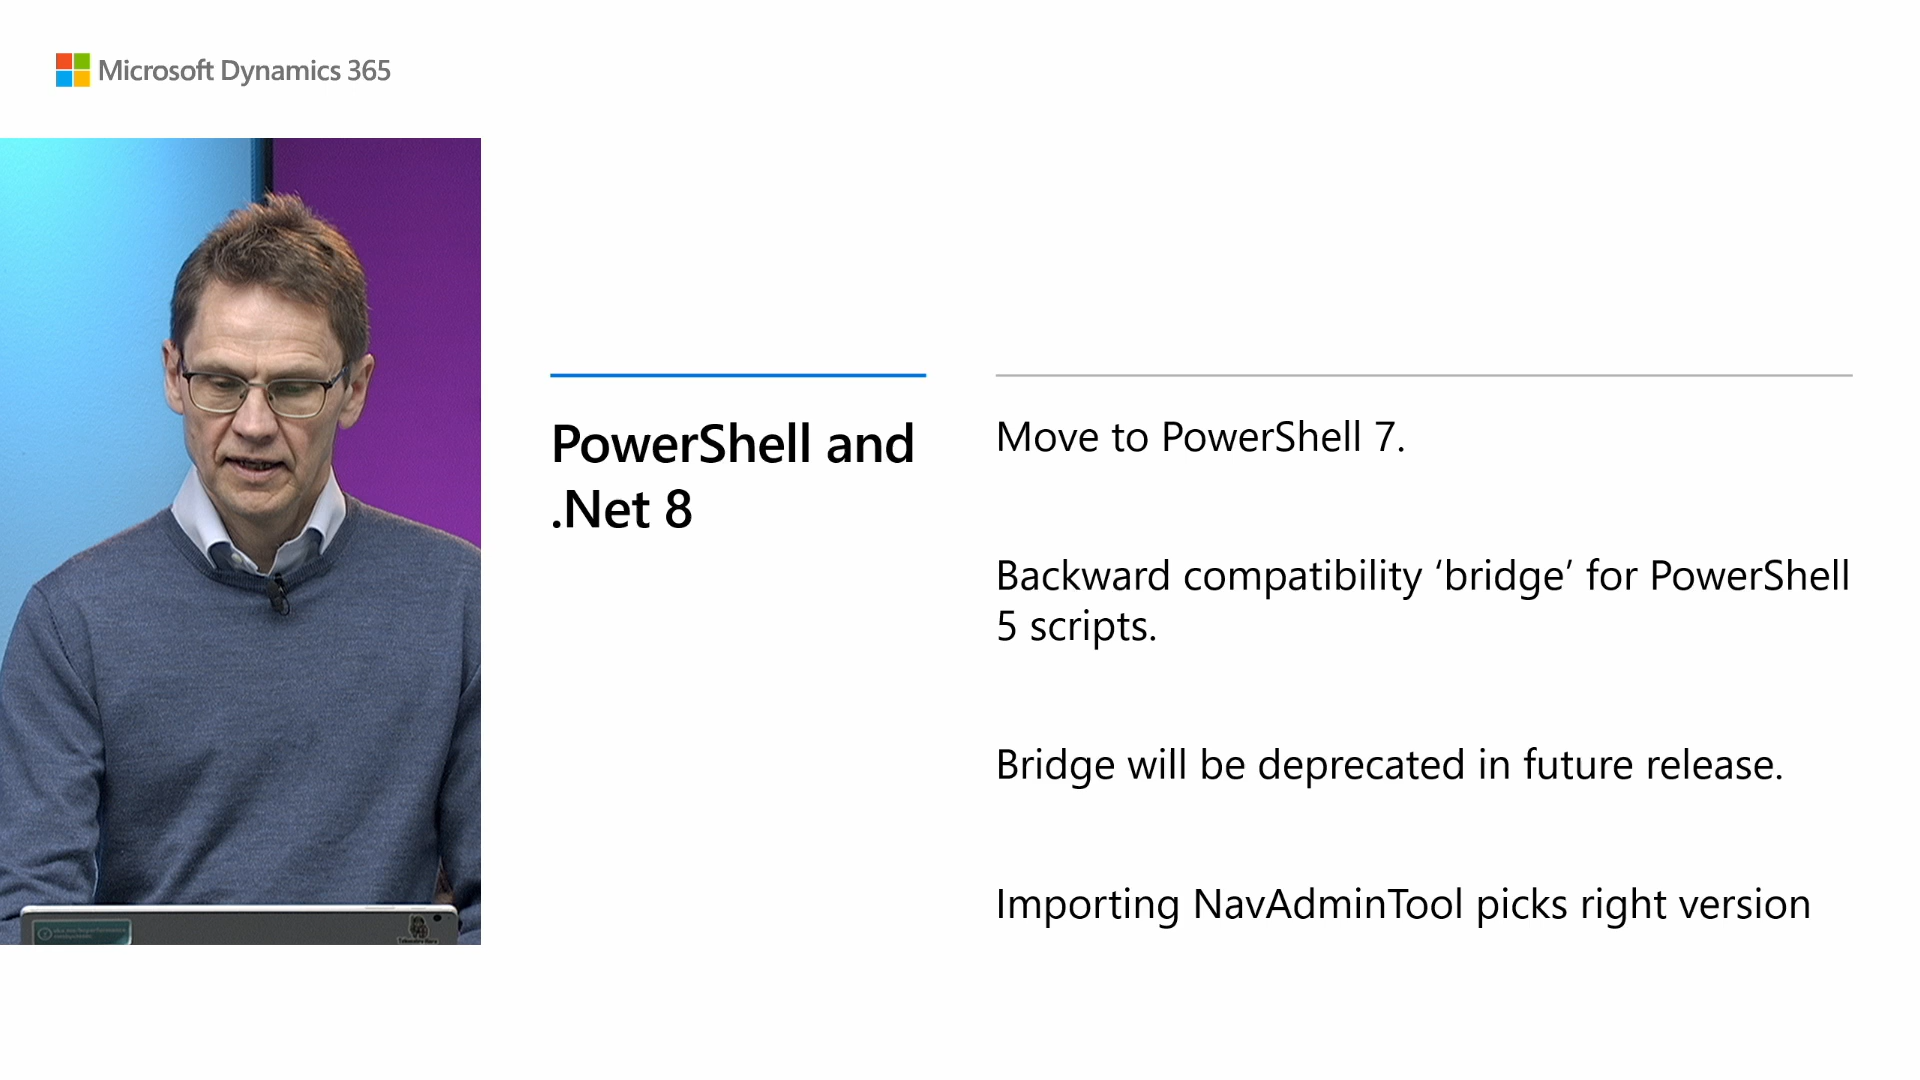 Microsoft Dynamics 365
PowerShell and
.Net 8
Move to PowerShell 7.
Backward compatibility ‘bridge’ for PowerShell
5 scripts.
Bridge will be deprecated in future release.
Importing NavAdminTool picks right version